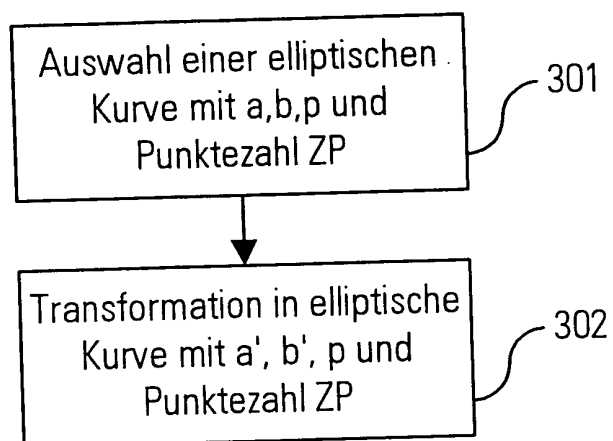 Auswahl einer elliptischen
Kurve mit a,b,p und
Punktezahl ZP
301
Transformation in elliptische
Kurve mit a', b', p und
Punktezahl ZP
302